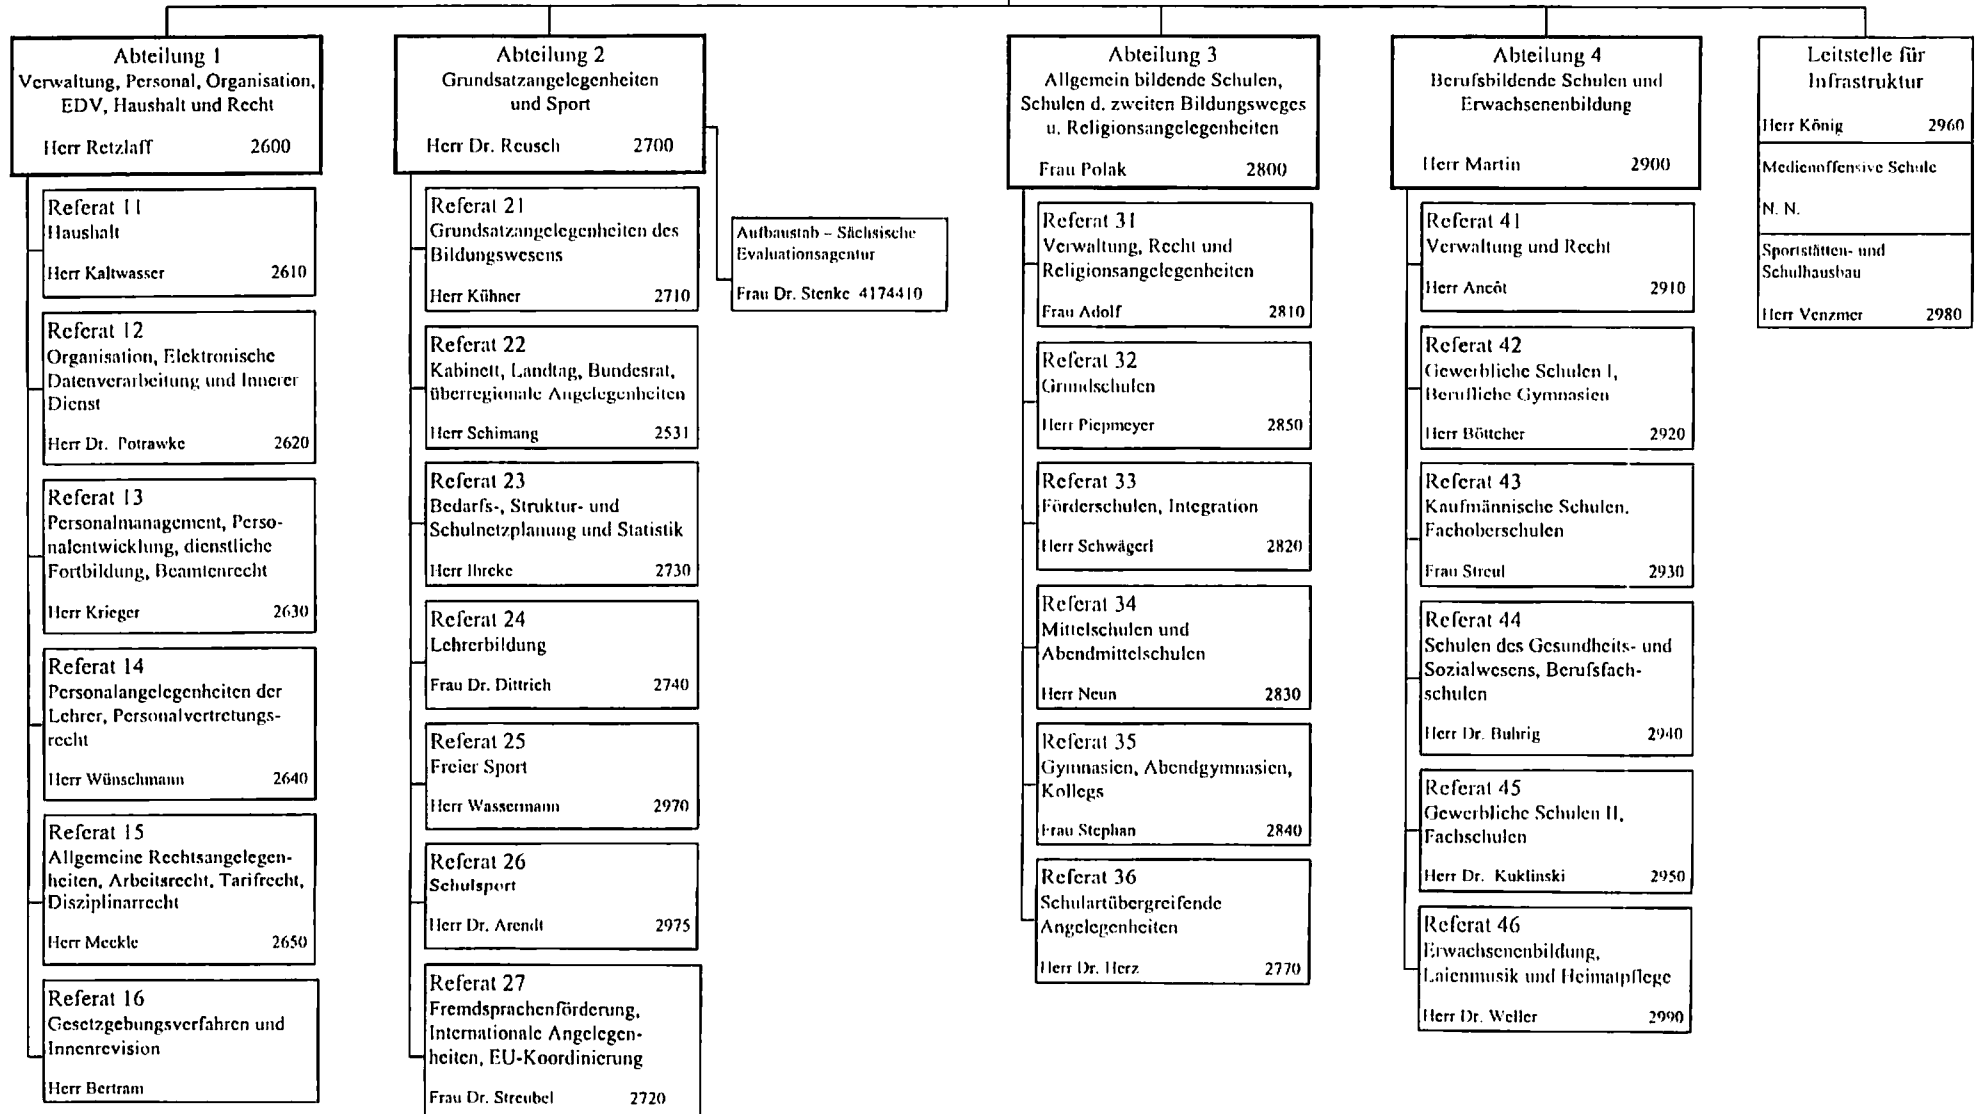 Abteilung 1
Verwaltung, Personal, Organisation,
EDV, Haushalt und Recht
Herr Retzlaff 2600
Referat 11
Haushalt
Herr Kaltwasser 2610
Referat 12
Organisation, Elektronische
Datenverarbeitung und Innerer
Dienst
Herr Dr. Potrawke 2620
Referat 13
Personalmanagement, Perso-
nalentwicklung, dienstliche
Fortbildung, Beamtenrecht
Herr Krieger 2630
Referat 14
Personalangelegenheiten der
Lehrer, Personalvertretungs-
recht
Herr Wünschmann 2640
Referat 15
Allgemeine Rechtsangelegen-
heiten, Arbeitsrecht, Tarifrecht,
Disziplinarrecht
Herr Meckle 2650
Referat 16
Gesetzgebungsverfahren und
Innenrevision
Herr Bertram
Abteilung 2
Grundsatzangelegenheiten
und Sport
Herr Dr. Reusch 2700
Referat 21
Grundsatzangelegenheiten des
Bildungswesens
Herr Kühner 2710
Referat 22
Kabinett, Landtag, Bundesrat,
überregionale Angelegenheiten
Herr Schimang 2531
Referat 23
Bedarfs-, Struktur- und
Schulnetzplanung und Statistik
Herr Ihrcke 2730
Referat 24
Lehrerbildung
Frau Dr. Dittrich 2740
Referat 25
Freier Sport
Herr Wassermann 2970
Referat 26
Schulsport
Herr Dr. Arendt 2975
Referat 27
Fremdsprachenförderung,
Internationale Angelegen-
heiten, EU-Koordinierung
Frau Dr. Streubel 2720
Aufbaustab – Sächsische
Evaluationsagentur
Frau Dr. Stenke 4174410
Abteilung 3
Allgemein bildende Schulen,
Schulen d. zweiten Bildungsweges
u. Religionsangelegenheiten
Frau Polak 2800
Referat 31
Verwaltung, Recht und
Religionsangelegenheiten
Frau Adolf 2810
Referat 32
Grundschulen
Herr Piepmeyer 2850
Referat 33
Förderschulen, Integration
Herr Schwägerl 2820
Referat 34
Mittelschulen und
Abendmittelschulen
Herr Neun 2830
Referat 35
Gymnasien, Abendgymnasien,
Kollegs
Frau Stephan 2840
Referat 36
Schulartübergreifende
Angelegenheiten
Herr Dr. Herz 2770
Abteilung 4
Berufsbildende Schulen und
Erwachsenenbildung
Herr Martin 2900
Referat 41
Verwaltung und Recht
Herr Ancôt 2910
Referat 42
Gewerbliche Schulen I,
Berufliche Gymnasien
Herr Böttcher 2920
Referat 43
Kaufmännische Schulen,
Fachoberschulen
Frau Streul 2930
Referat 44
Schulen des Gesundheits- und
Sozialwesens, Berufsfach-
schulen
Herr Dr. Buhrig 2940
Referat 45
Gewerbliche Schulen II,
Fachschulen
Herr Dr. Kuklinski 2950
Referat 46
Erwachsenenbildung,
Laienmusik und Heimatpflege
Herr Dr. Weller 2990
Leitstelle für
Infrastruktur
Herr König 2960
Medienoffensive Schule
N. N.
Sportstätten- und
Schulhausbau
Herr Venzmer 2980